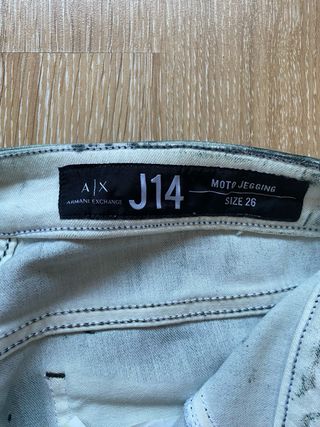 A|X
ARMANI EXCHANGE
J14
MOTO JEGGING
SIZE 26